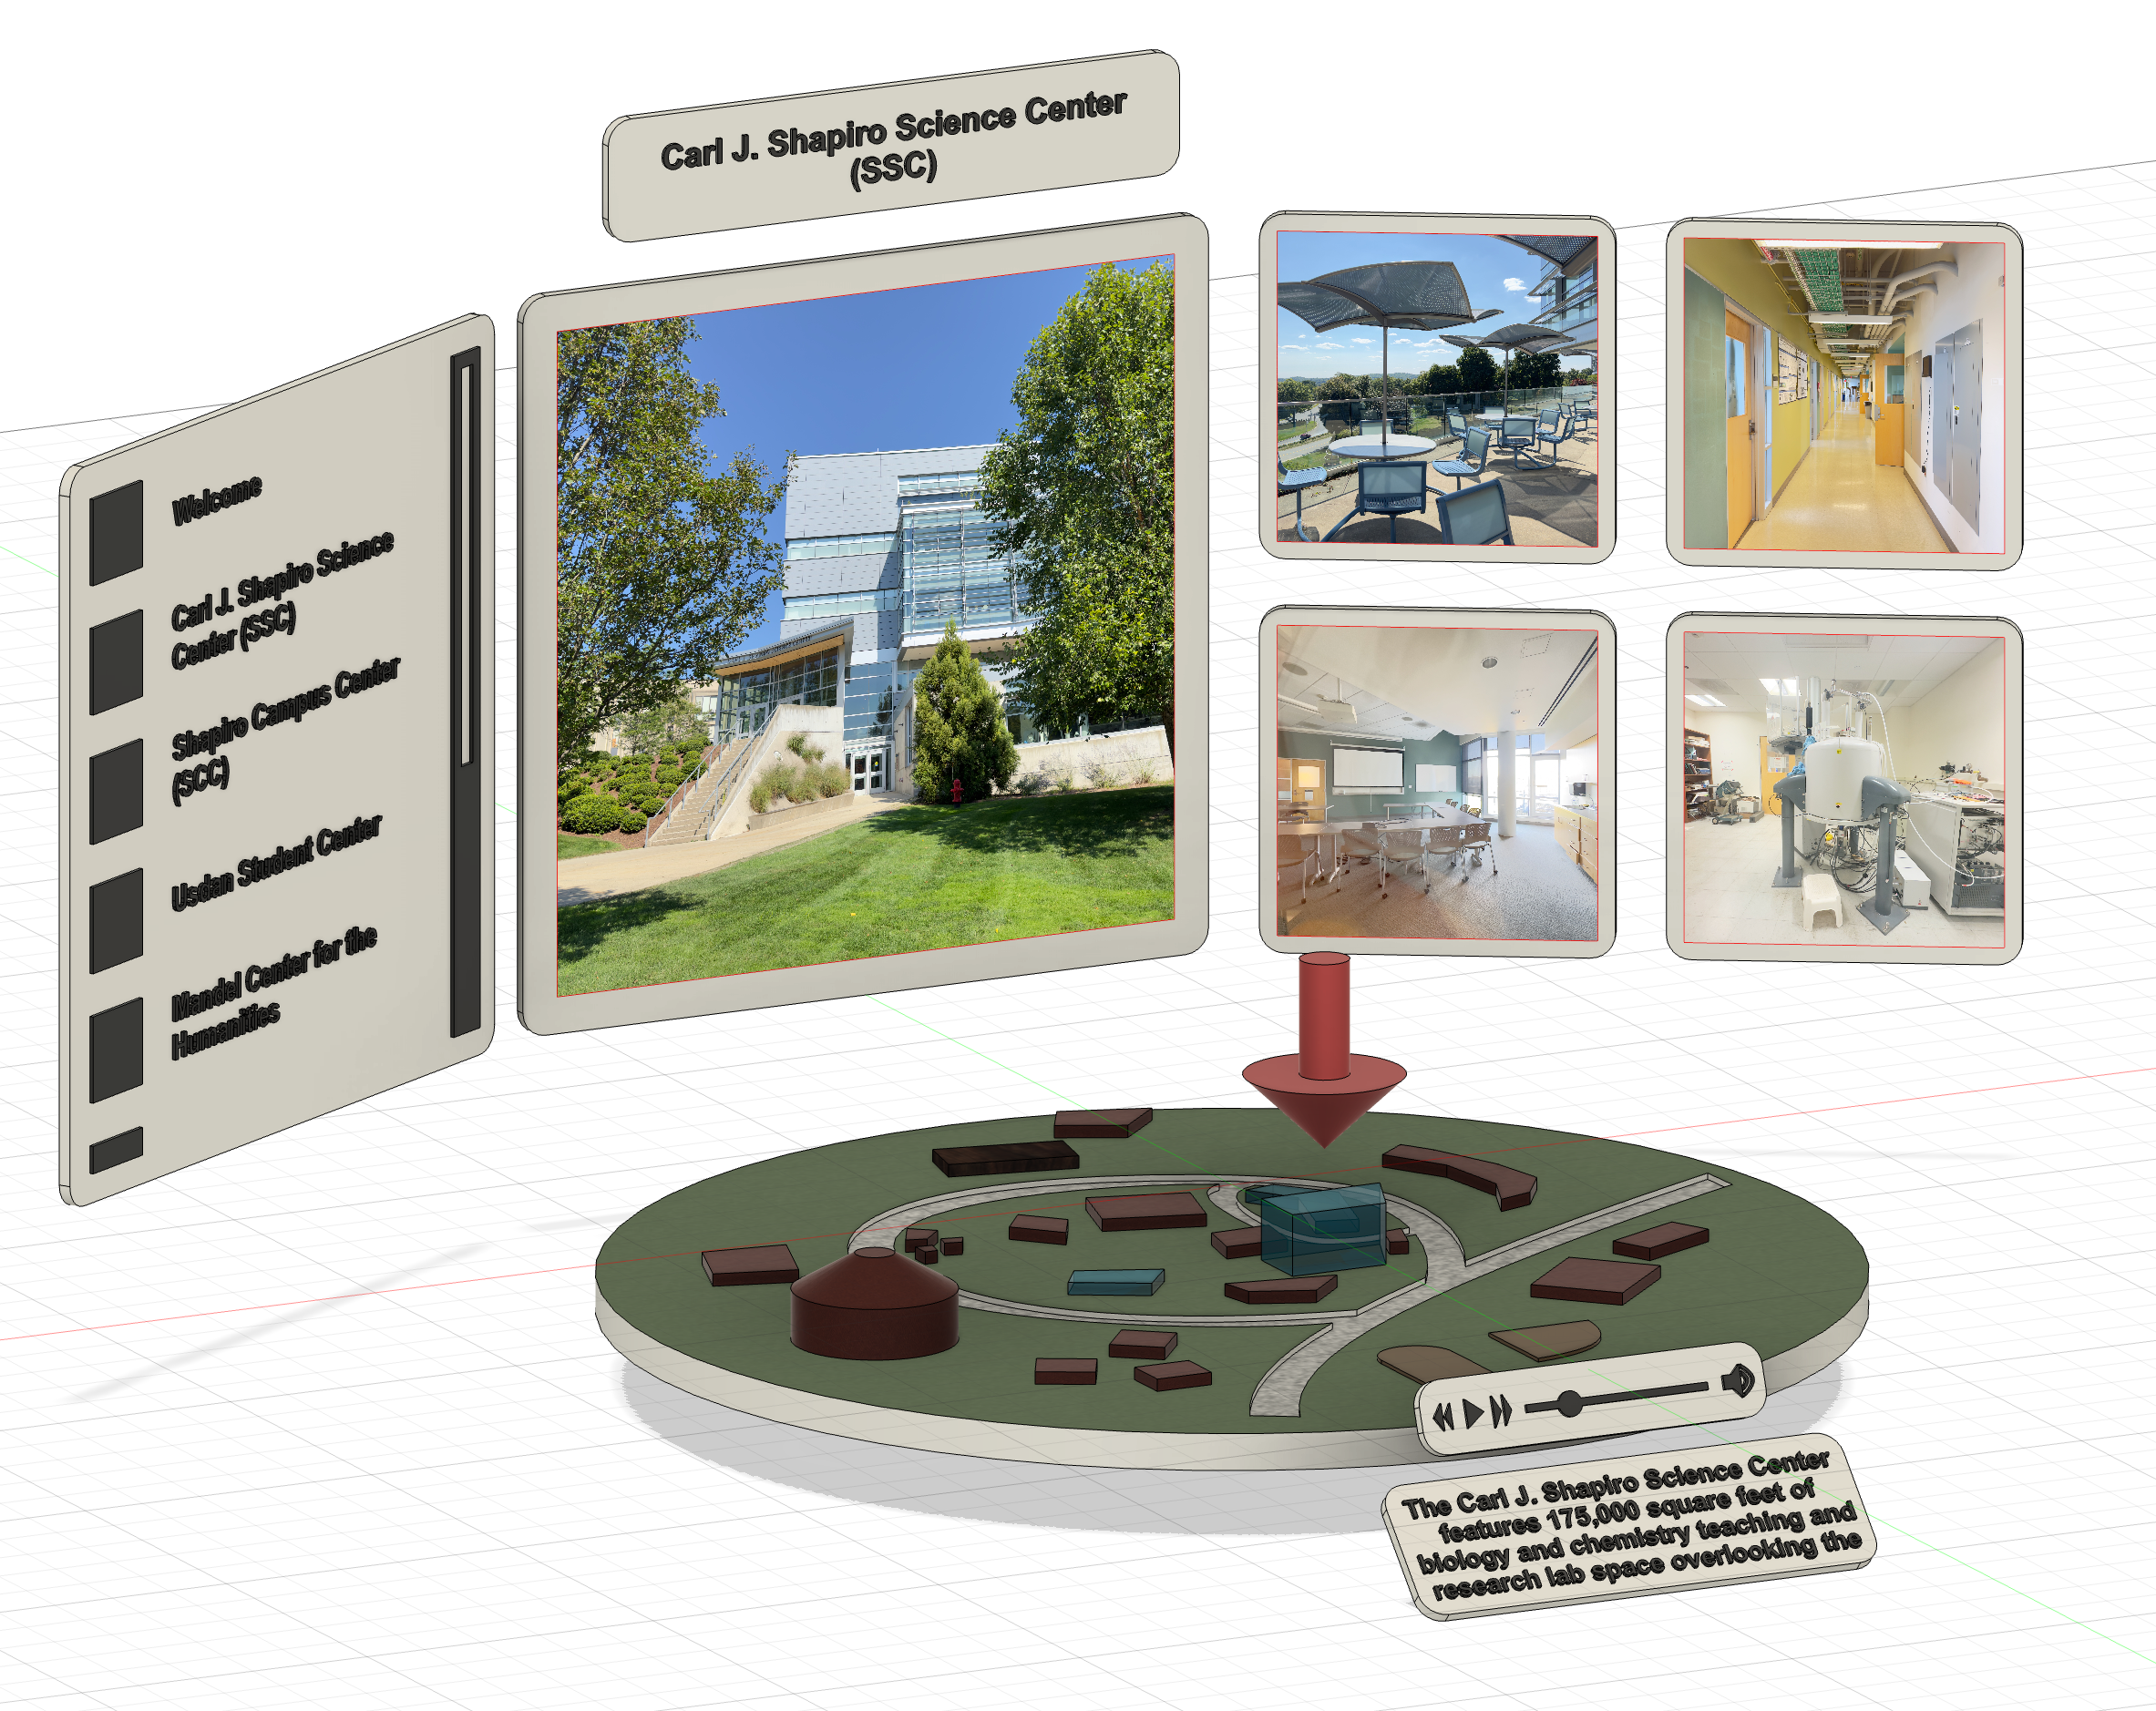 Carl J. Shapiro Science Center
(SSC)
Welcome
Carl J. Shapiro Science
Center (SSC)
Shapiro Campus Center
(SCC)
Usdan Student Center
Mandel Center for the
Humanities
The Carl J. Shapiro Science Center
features 175,000 square feet of
biology and chemistry teaching and
research lab space overlooking the